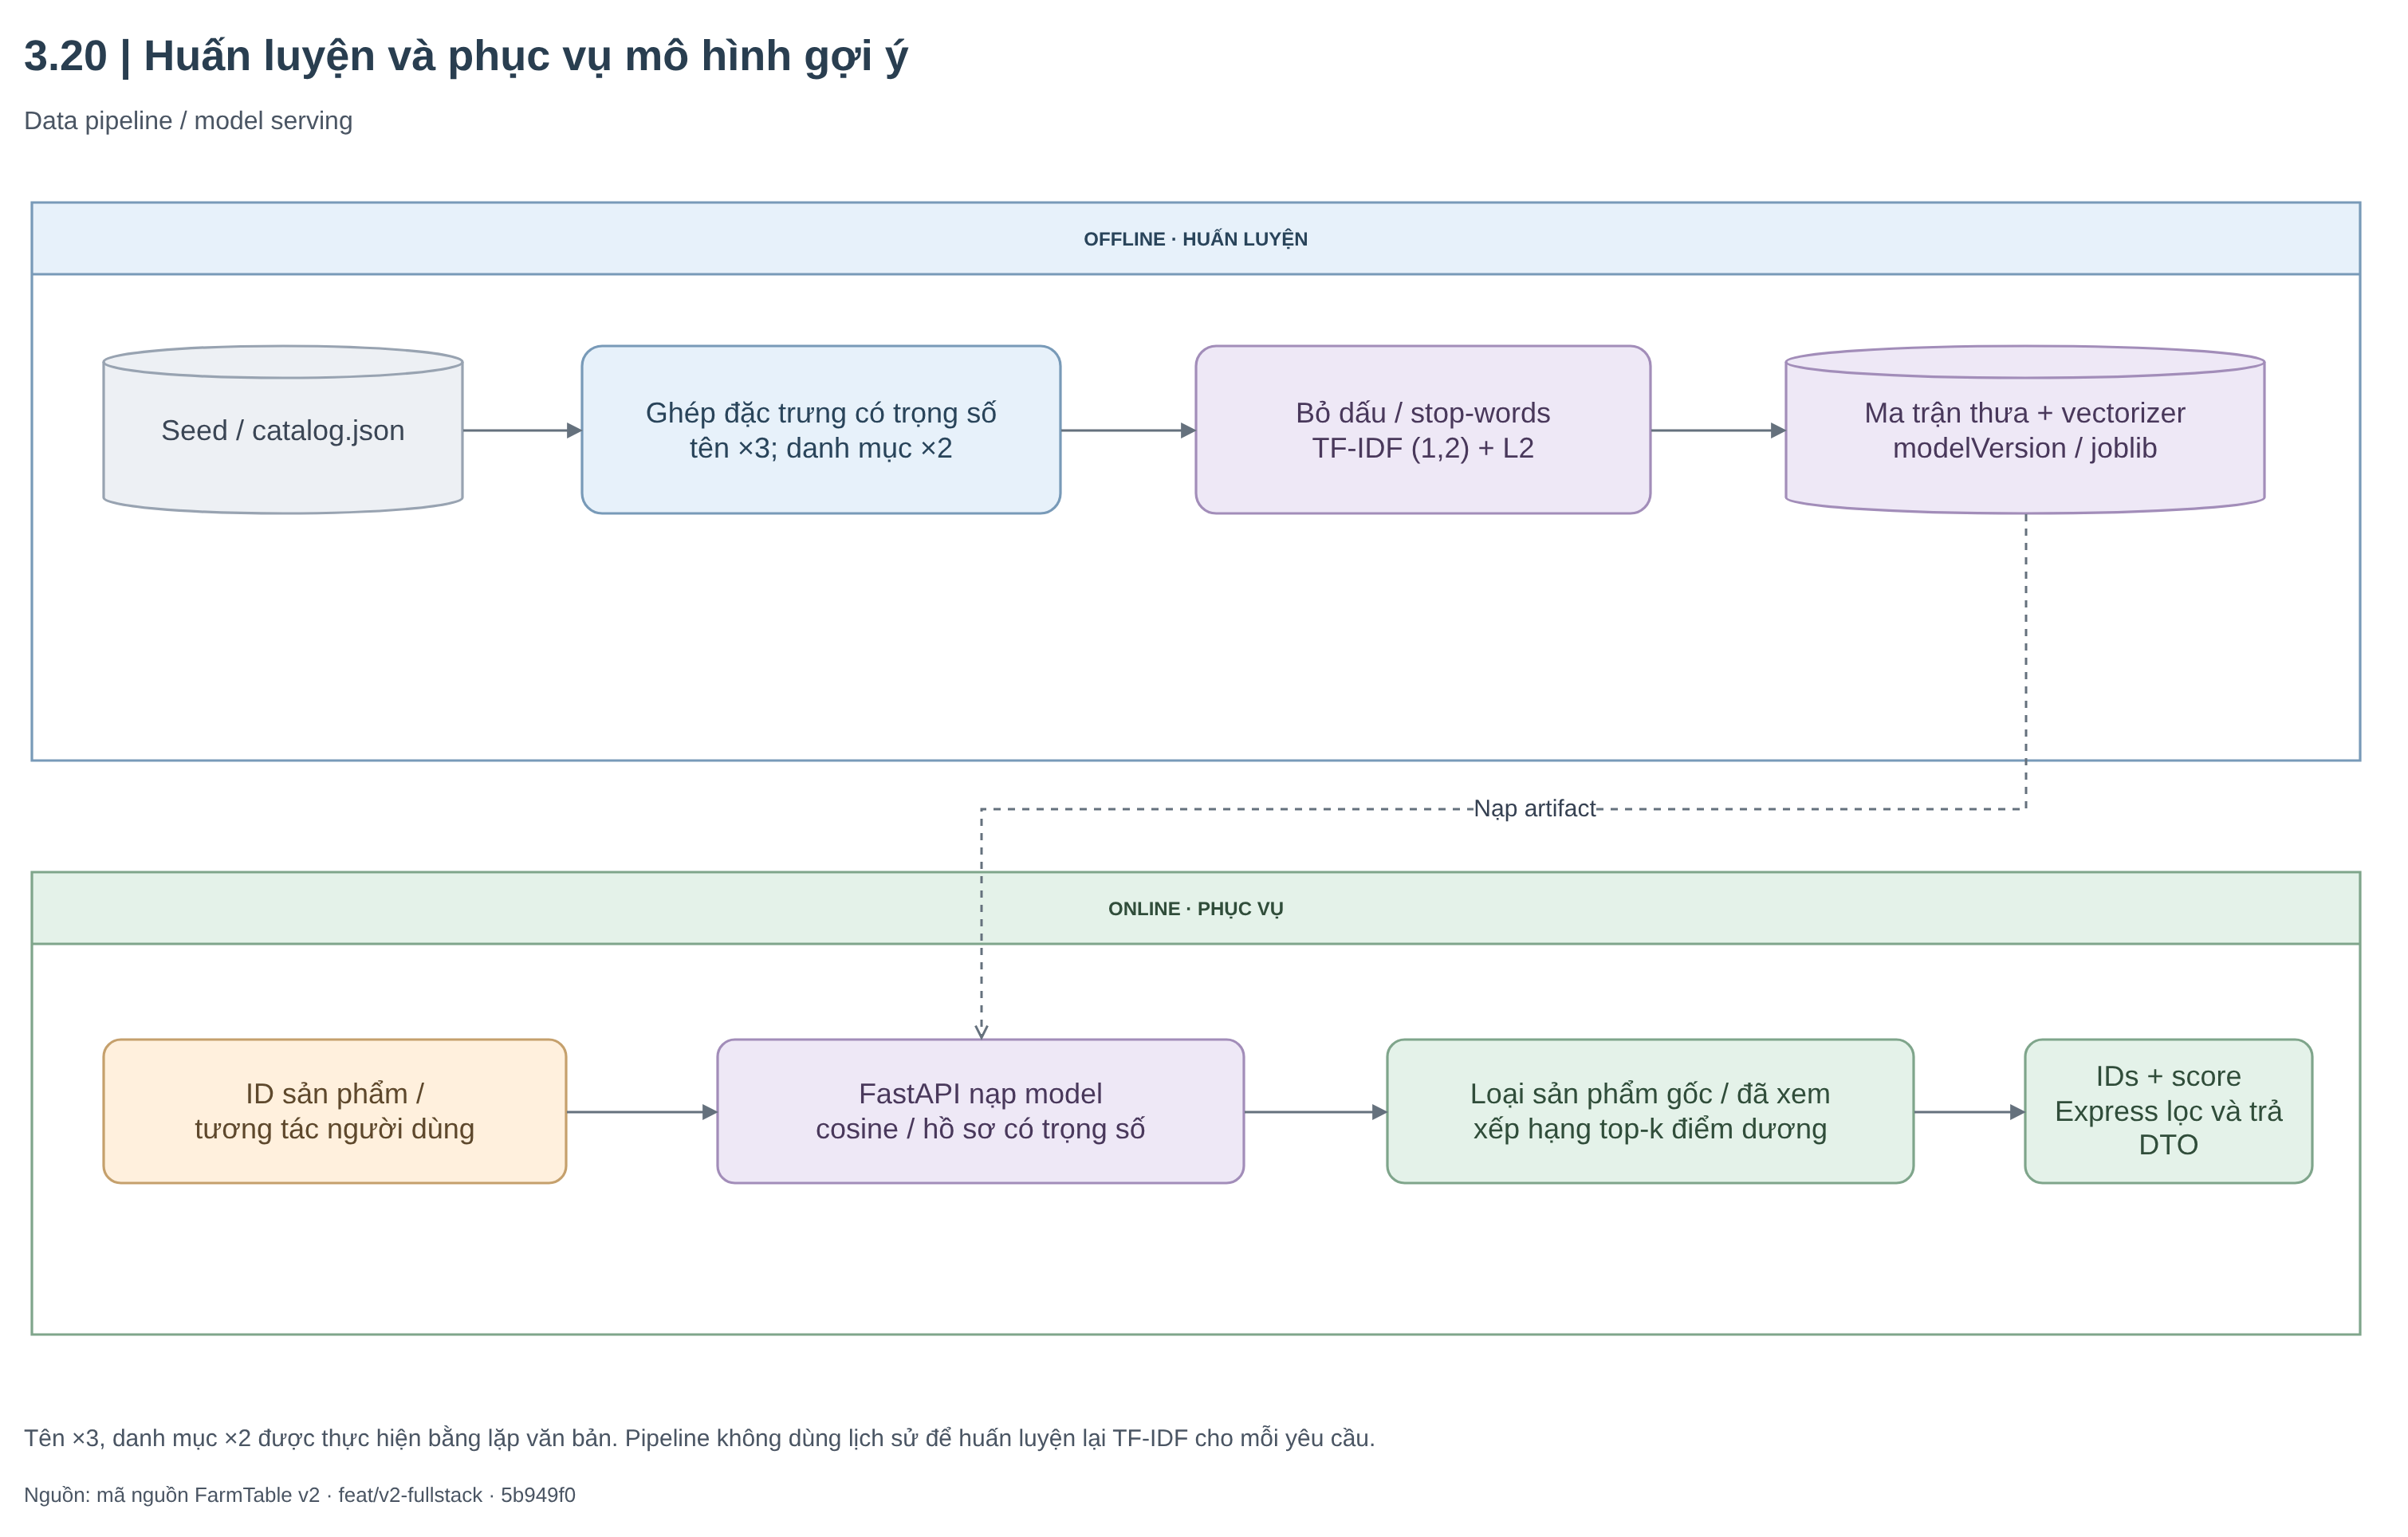 3.20 | Huấn luyện và phục vụ mô hình gợi ý
Data pipeline / model serving
OFFLINE · HUẤN LUYỆN
Seed / catalog.json
Ghép đặc trưng có trọng số
tên ×3; danh mục ×2
Bỏ dấu / stop-words
TF-IDF (1,2) + L2
Ma trận thưa + vectorizer
modelVersion / joblib
Nạp artifact
ONLINE · PHỤC VỤ
ID sản phẩm /
tương tác người dùng
FastAPI nạp model
cosine / hồ sơ có trọng số
Loại sản phẩm gốc / đã xem
xếp hạng top-k điểm dương
IDs + score
Express lọc và trả
DTO
Tên ×3, danh mục ×2 được thực hiện bằng lặp văn bản. Pipeline không dùng lịch sử để huấn luyện lại TF-IDF cho mỗi yêu cầu.
Nguồn: mã nguồn FarmTable v2 · feat/v2-fullstack · 5b949f0